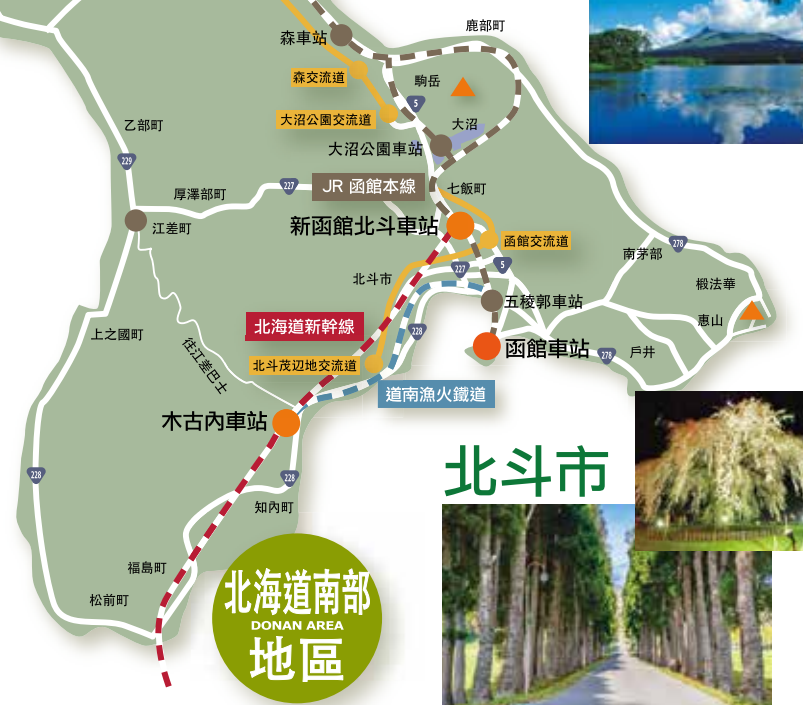 鹿部町
森車站
森交流道
駒岳
5
大沼公園交流道
大沼
乙部町
大沼公園車站
229
厚澤部町
227
JR 函館本線
七飯町
江差町
新函館北斗車站
函館交流道
278
南茅部
227
5
北斗市
椴法華
五稜郭車站
惠山
北海道新幹線
228
上之國町
函館車站
278
戶井
往江差巴士
北斗茂辺地交流道
道南漁火鐵道
木古內車站
北斗市
228
228
知內町
福島町
松前町
北海道南部
DONAN AREA
地區